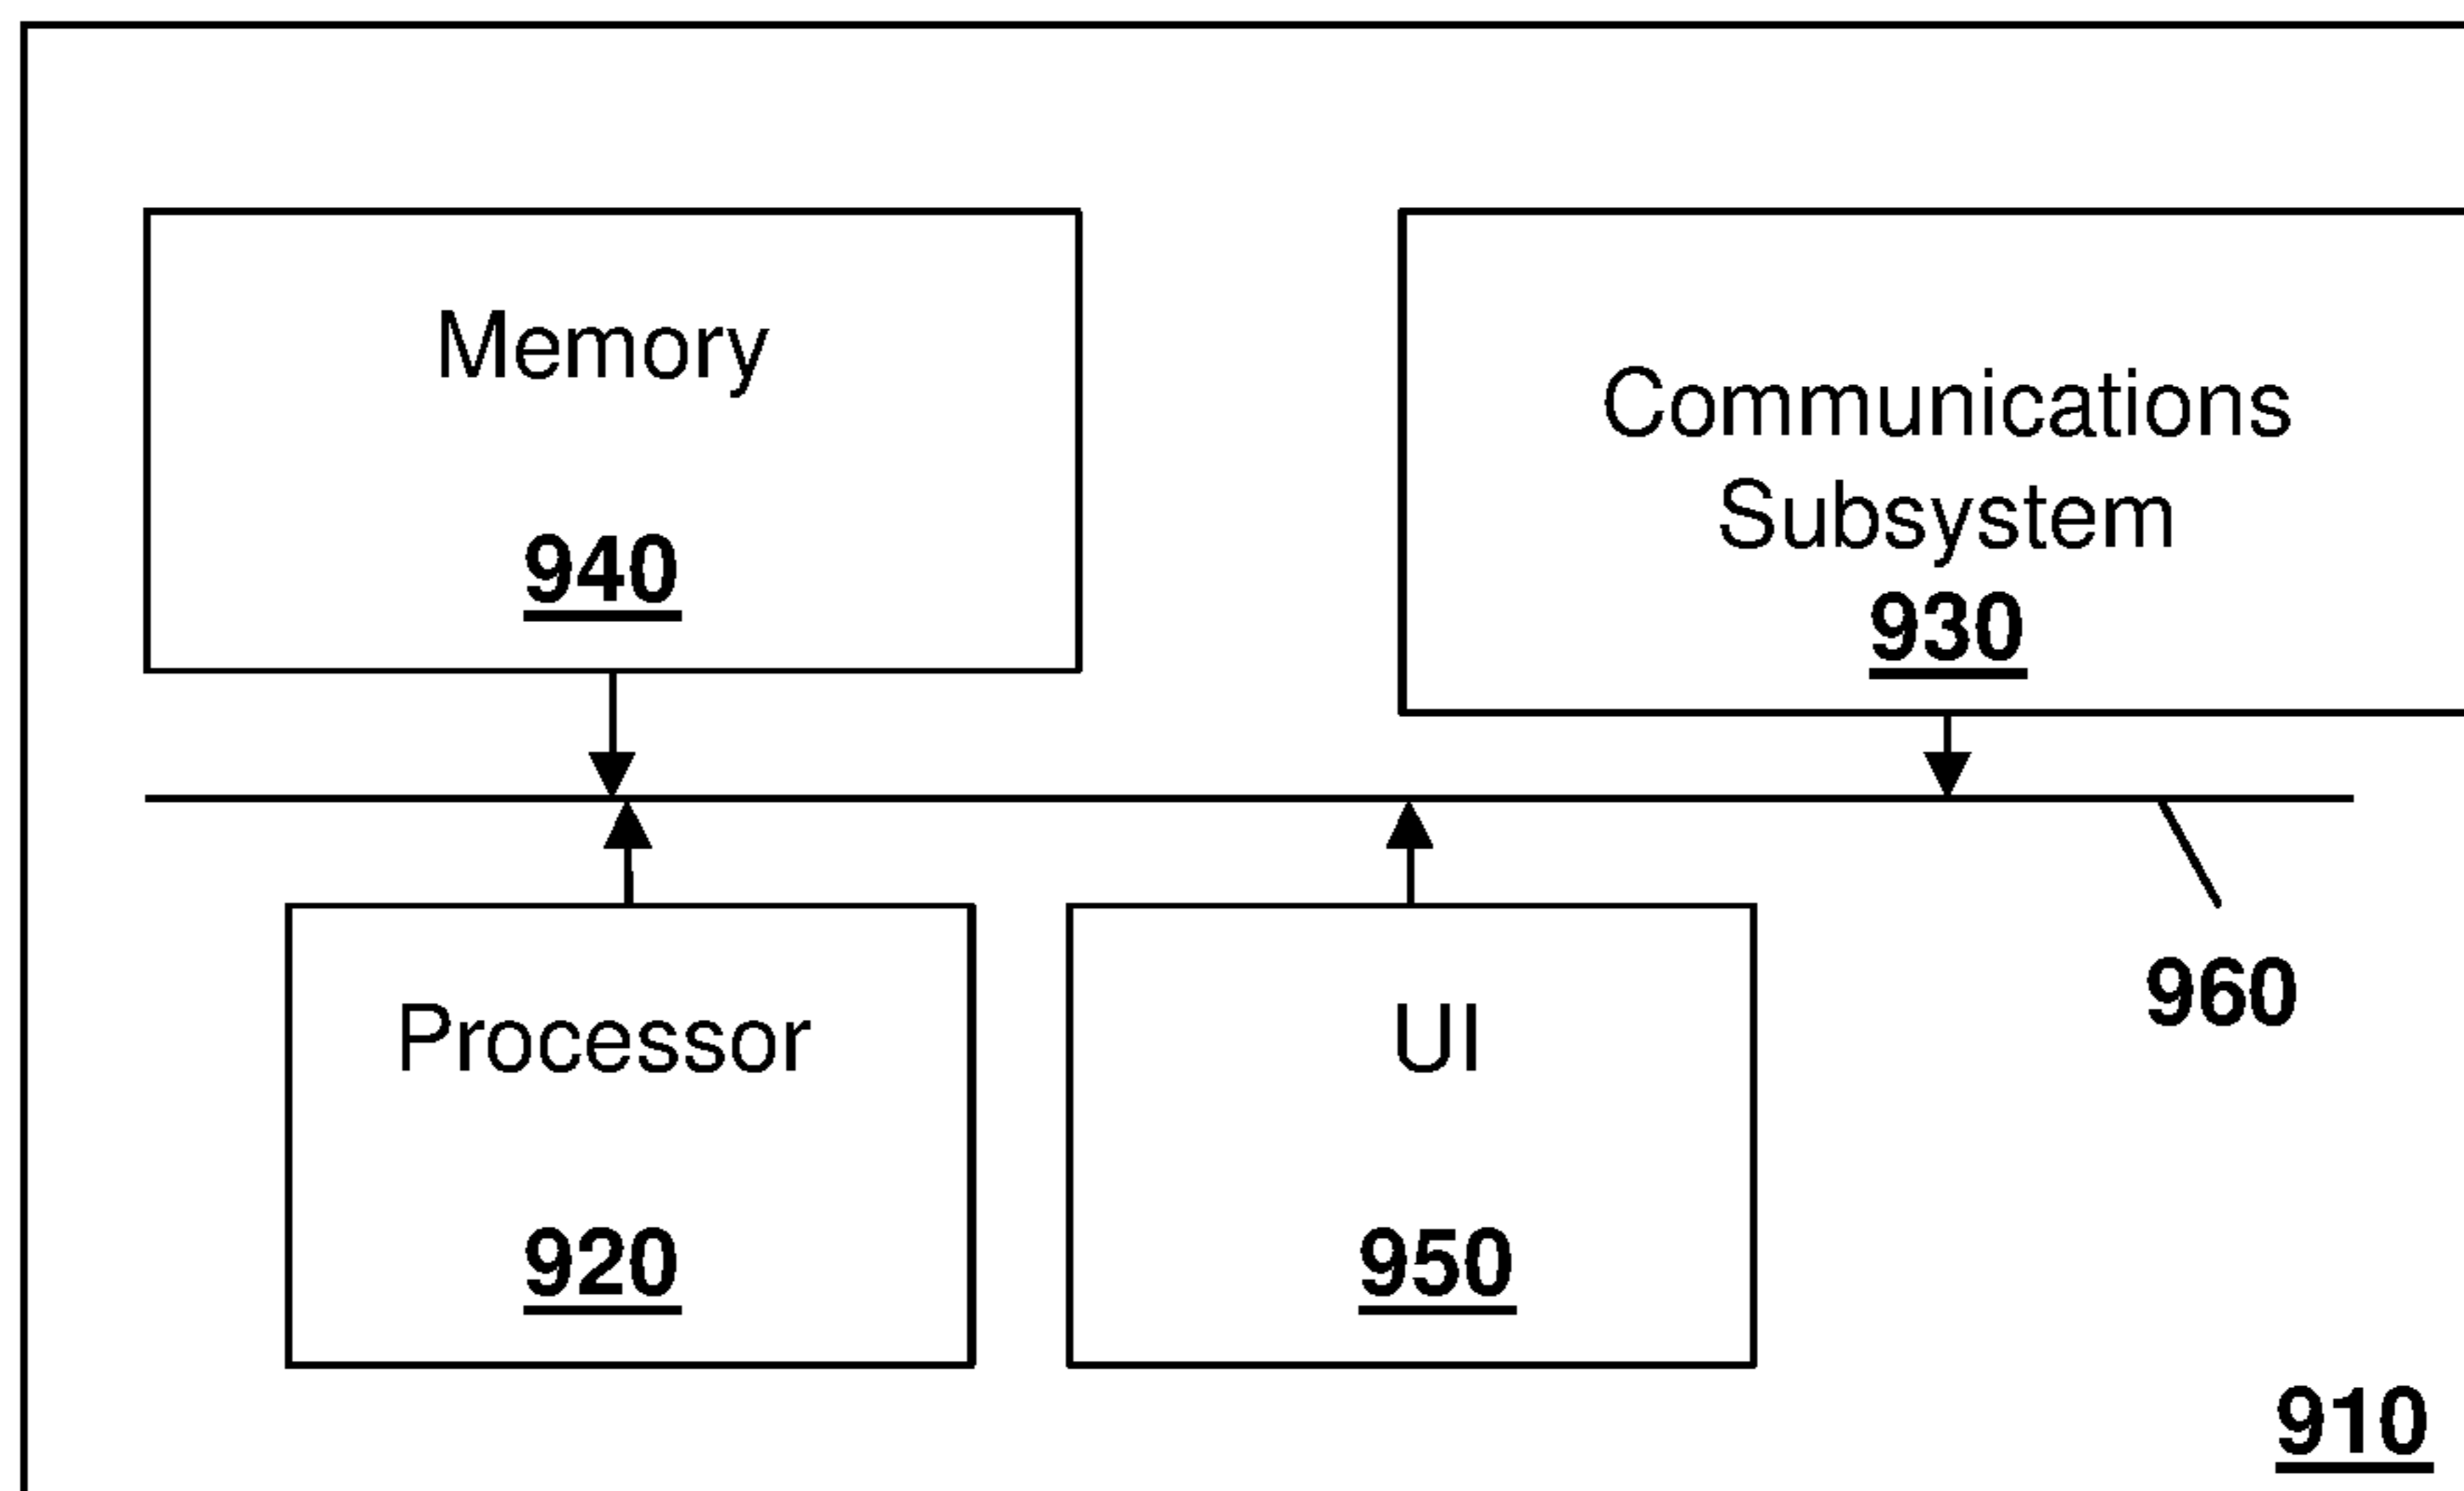 Memory
940
Communications
Subsystem
930
Processor
920
UI
950
960
910